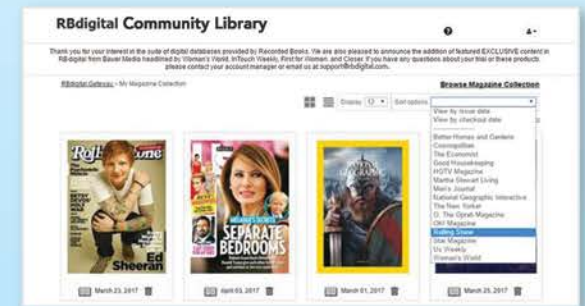 RBdigital Community Library
Thank you for your interest in the suite of digital databases provided by Recorded Books. We are also pleased to announce the addition of featured EXCLUSIVE content in
RBdigital from Bauer Media headlined by Woman's World, InTouch Weekly, First for Women, and Closer. If you have any questions about your trial or these products
please contact your account manager or email us at support@rbdigital.com.
RBdigital Gateway › My Magazine Collection
Browse Magazine Collection
Display 12 Sort options
View by issue date
View by checkout date
Better Homes and Gardens
Cosmopolitan
The Economist
Good Housekeeping
HGTV Magazine
Martha Stewart Living
Men's Journal
National Geographic Interactive
The New Yorker
O, The Oprah Magazine
OK! Magazine
Rolling Stone
Star Magazine
Us Weekly
Woman's World
Rolling Stone
BETSY
DEVOS'
HOLY
WAR
Ed
Sheeran
MELANIA'S SECRETS
SEPARATE
BEDROOMS
GEOGRAPHIC
March 23, 2017
April 03, 2017
March 01, 2017
March 25, 2017